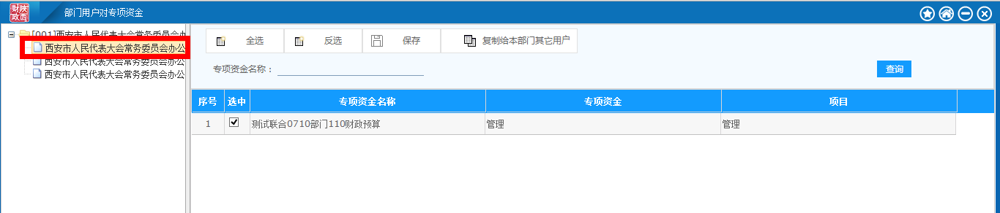 财陕
政西
部门用户对专项资金
[001]西安市人民代表大会常务委员会办
西安市人民代表大会常务委员会办公
西安市人民代表大会常务委员会办公
西安市人民代表大会常务委员会办公
全选 反选 保存 复制给本部门其它用户
专项资金名称：
查询
序号 选中 专项资金名称 专项资金 项目
1 测试联合0710部门110财政预算 管理 管理